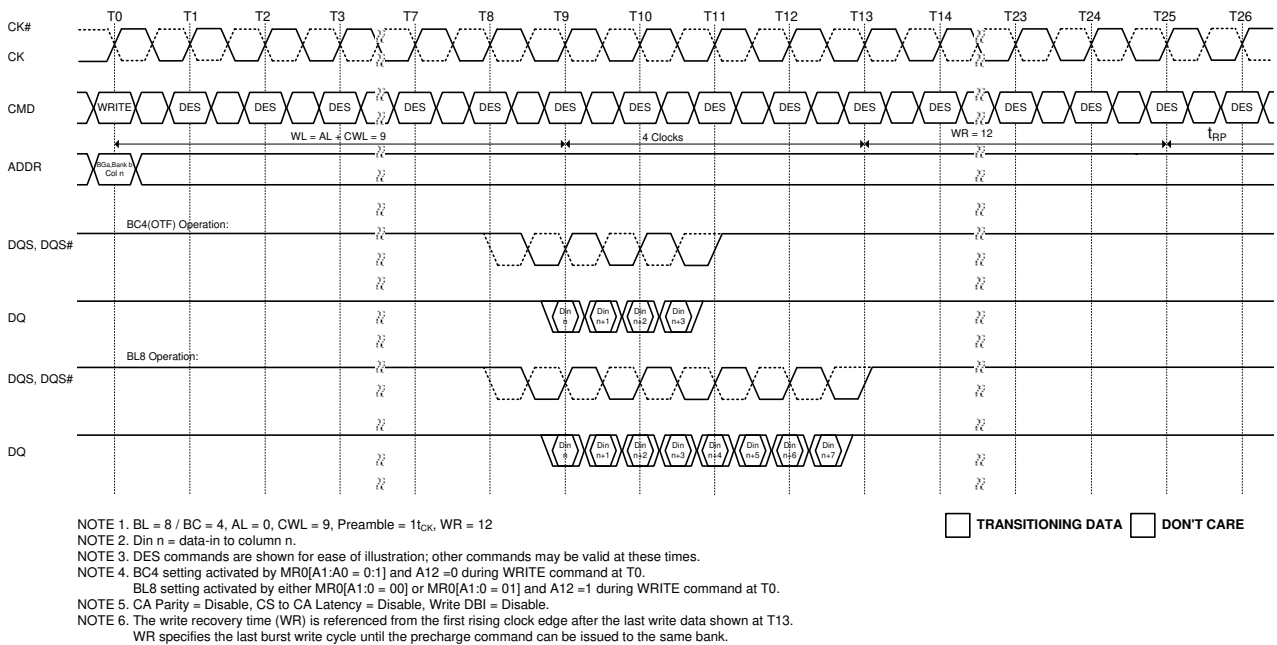 T0 T1 T2 T3 T7 T8 T9 T10 T11 T12 T13 T14 T23 T24 T25 T26
CK#
CK
CMD WRITE DES DES DES DES DES DES DES DES DES DES DES DES DES DES DES
WL = AL + CWL = 9 4 Clocks WR = 12 tRP
ADDR BGa,Bank b
Col n
BC4(OTF) Operation:
DQS, DQS#
DQ Din n Din n+1 Din n+2 Din n+3
BL8 Operation:
DQS, DQS#
DQ Din n Din n+1 Din n+2 Din n+3 Din n+4 Din n+5 Din n+6 Din n+7
NOTE 1. BL = 8 / BC = 4, AL = 0, CWL = 9, Preamble = 1tCK, WR = 12
TRANSITIONING DATA DON'T CARE
NOTE 2. Din n = data-in to column n.
NOTE 3. DES commands are shown for ease of illustration; other commands may be valid at these times.
NOTE 4. BC4 setting activated by MR0[A1:A0 = 0:1] and A12 =0 during WRITE command at T0.
BL8 setting activated by either MR0[A1:0 = 00] or MR0[A1:0 = 01] and A12 =1 during WRITE command at T0.
NOTE 5. CA Parity = Disable, CS to CA Latency = Disable, Write DBI = Disable.
NOTE 6. The write recovery time (WR) is referenced from the first rising clock edge after the last write data shown at T13.
WR specifies the last burst write cycle until the precharge command can be issued to the same bank.